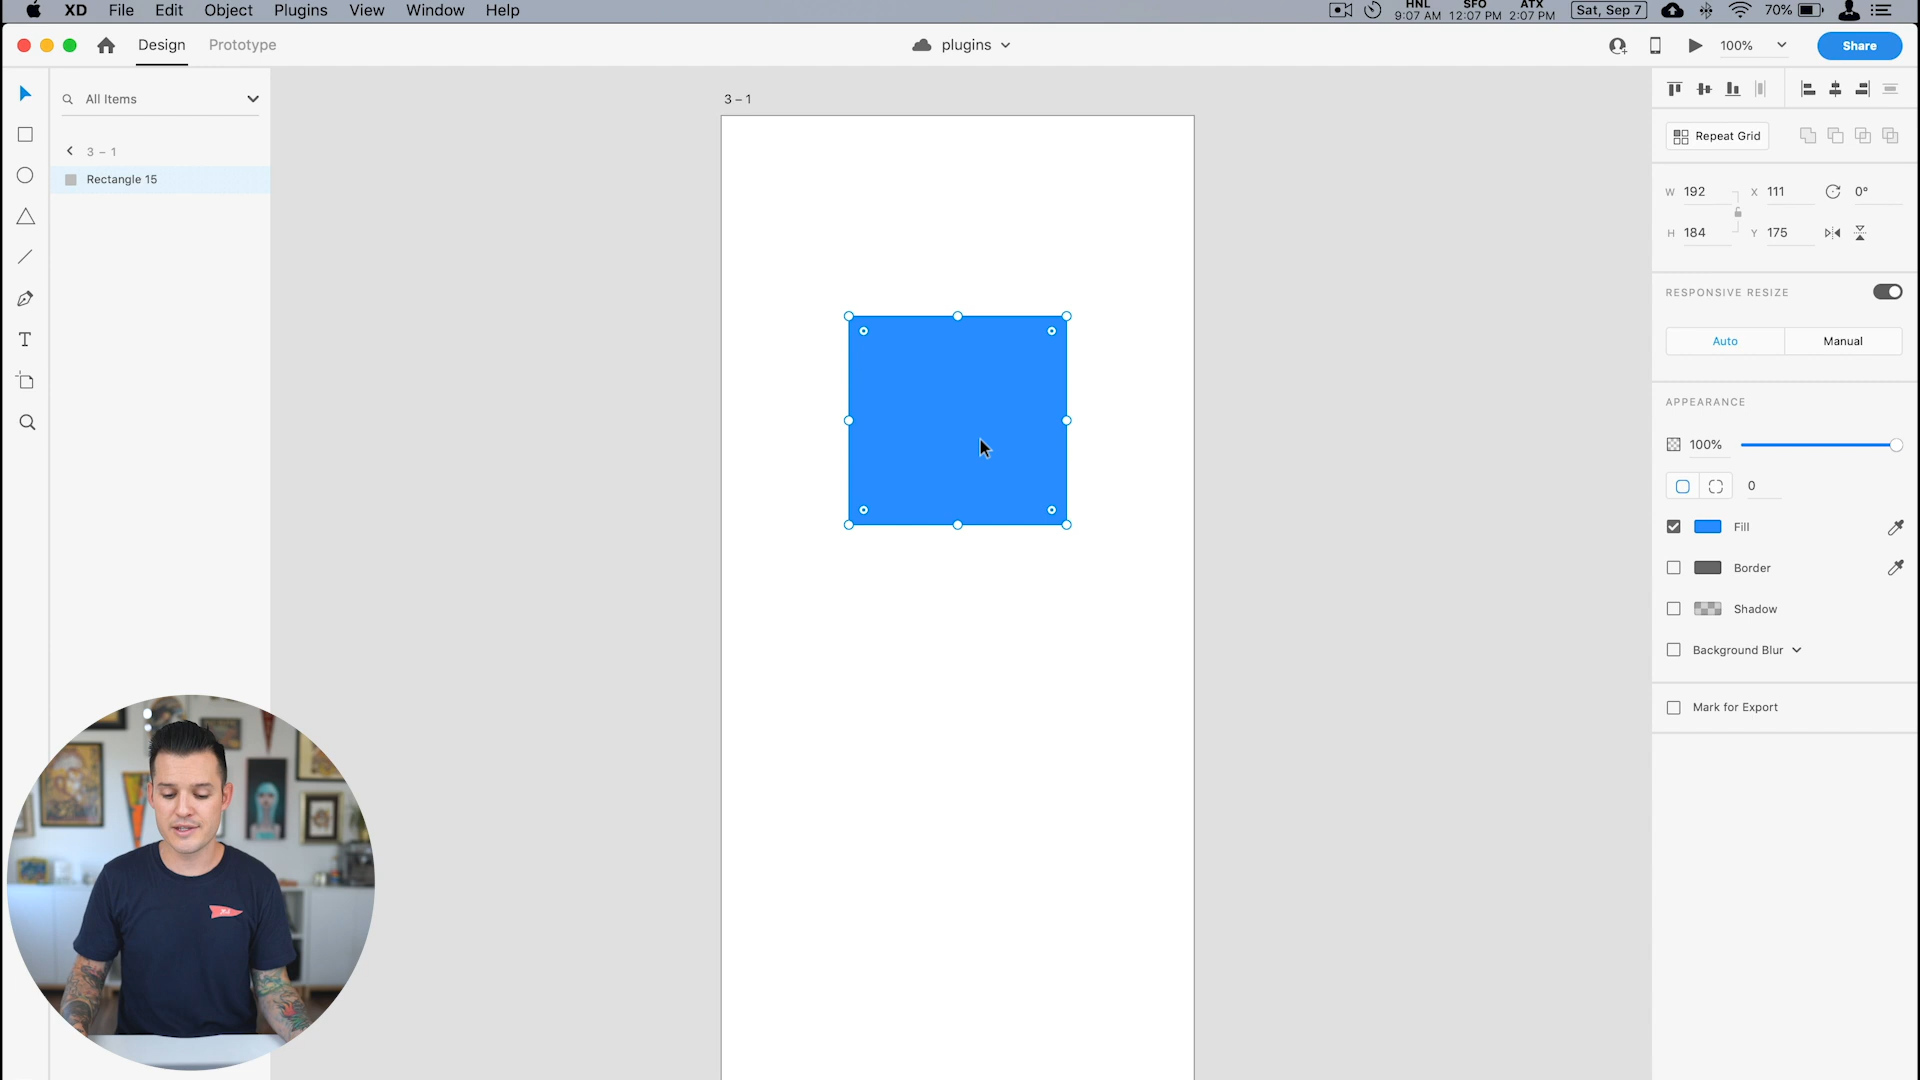 XD File Edit Object Plugins View Window Help
HNL SFO ATX
9:07 AM 12:07 PM 2:07 PM
Sat, Sep 7
70%
Design Prototype
plugins
100%
Share
All Items
3 – 1
Rectangle 15
3 – 1
Repeat Grid
W 192 X 111 0°
H 184 Y 175
RESPONSIVE RESIZE
Auto Manual
APPEARANCE
100%
0
Fill
Border
Shadow
Background Blur
Mark for Export
T